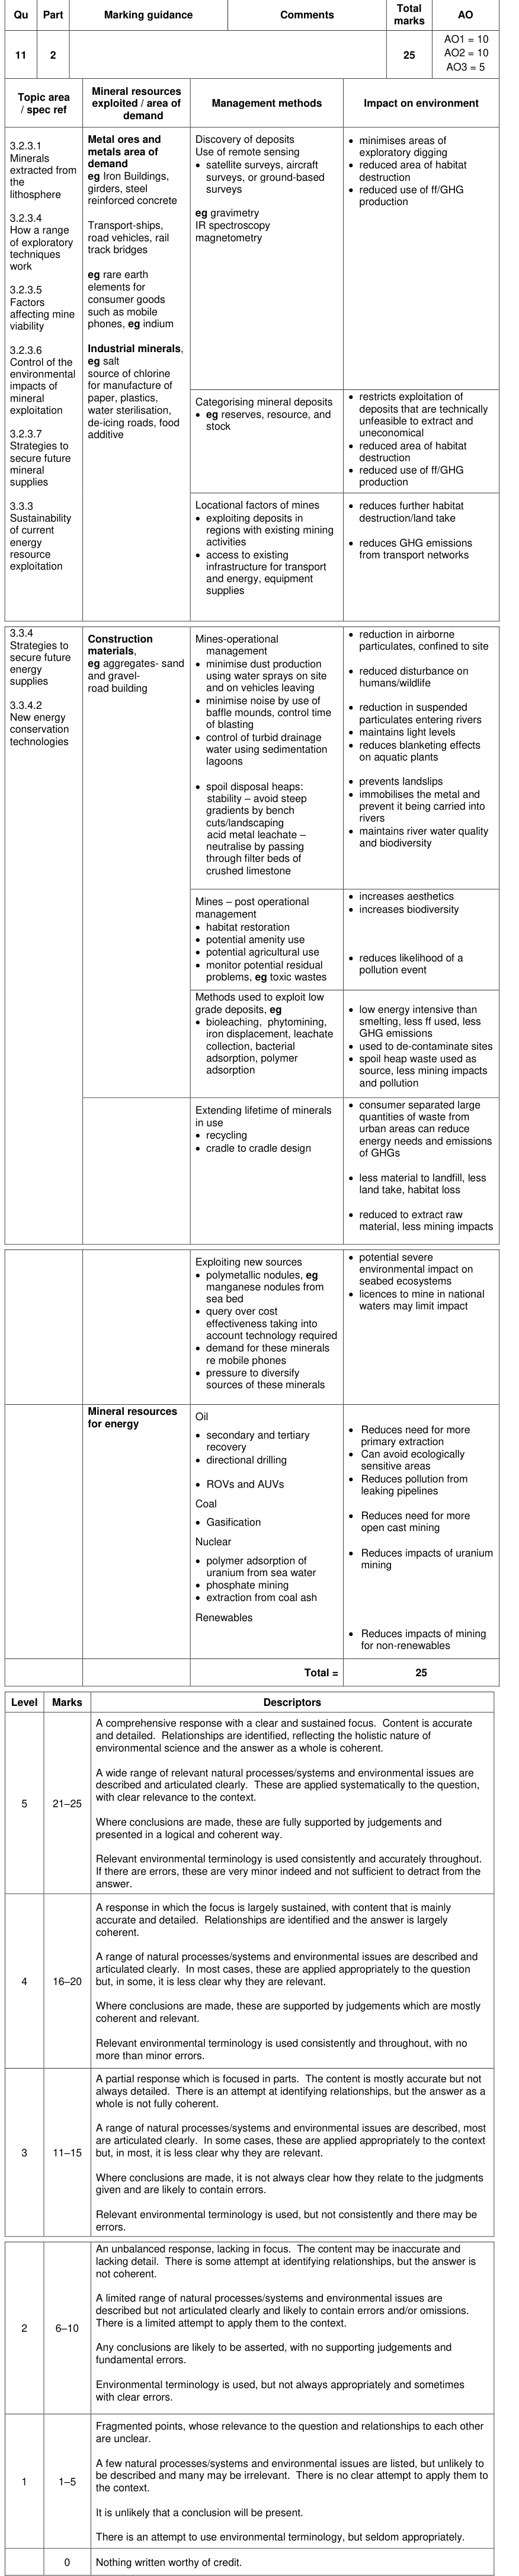 Qu
Part
Marking guidance
Comments
Total
marks
AO
11
2
25
AO1 = 10
AO2 = 10
AO3 = 5
Topic area
/ spec ref
Mineral resources
exploited / area of
demand
Management methods
Impact on environment
3.2.3.1
Minerals
extracted from
the
lithosphere
3.2.3.4
How a range
of exploratory
techniques
work
3.2.3.5
Factors
affecting mine
viability
3.2.3.6
Control of the
environmental
impacts of
mineral
exploitation
3.2.3.7
Strategies to
secure future
mineral
supplies
3.3.3
Sustainability
of current
energy
resource
exploitation
Metal ores and
metals area of
demand
eg Iron Buildings,
girders, steel
reinforced concrete
Transport-ships,
road vehicles, rail
track bridges
eg rare earth
elements for
consumer goods
such as mobile
phones, eg indium
Industrial minerals,
eg salt
source of chlorine
for manufacture of
paper, plastics,
water sterilisation,
de-icing roads, food
additive
Discovery of deposits
Use of remote sensing
• satellite surveys, aircraft
surveys, or ground-based
surveys
eg gravimetry
IR spectroscopy
magnetometry
• minimises areas of
exploratory digging
• reduced area of habitat
destruction
• reduced use of ff/GHG
production
Categorising mineral deposits
• eg reserves, resource, and
stock
• restricts exploitation of
deposits that are technically
unfeasible to extract and
uneconomical
• reduced area of habitat
destruction
• reduced use of ff/GHG
production
Locational factors of mines
• exploiting deposits in
regions with existing mining
activities
• access to existing
infrastructure for transport
and energy, equipment
supplies
• reduces further habitat
destruction/land take
• reduces GHG emissions
from transport networks
3.3.4
Strategies to
secure future
energy
supplies
3.3.4.2
New energy
conservation
technologies
Construction
materials,
eg aggregates- sand
and gravel-
road building
Mines-operational
management
• minimise dust production
using water sprays on site
and on vehicles leaving
• minimise noise by use of
baffle mounds, control time
of blasting
• control of turbid drainage
water using sedimentation
lagoons
• spoil disposal heaps:
stability – avoid steep
gradients by bench
cuts/landscaping
acid metal leachate –
neutralise by passing
through filter beds of
crushed limestone
• reduction in airborne
particulates, confined to site
• reduced disturbance on
humans/wildlife
• reduction in suspended
particulates entering rivers
• maintains light levels
• reduces blanketing effects
on aquatic plants
• prevents landslips
• immobilises the metal and
prevent it being carried into
rivers
• maintains river water quality
and biodiversity
Mines – post operational
management
• habitat restoration
• potential amenity use
• potential agricultural use
• monitor potential residual
problems, eg toxic wastes
• increases aesthetics
• increases biodiversity
• reduces likelihood of a
pollution event
Methods used to exploit low
grade deposits, eg
• bioleaching, phytomining,
iron displacement, leachate
collection, bacterial
adsorption, polymer
adsorption
• low energy intensive than
smelting, less ff used, less
GHG emissions
• used to de-contaminate sites
• spoil heap waste used as
source, less mining impacts
and pollution
Extending lifetime of minerals
in use
• recycling
• cradle to cradle design
• consumer separated large
quantities of waste from
urban areas can reduce
energy needs and emissions
of GHGs
• less material to landfill, less
land take, habitat loss
• reduced to extract raw
material, less mining impacts
Exploiting new sources
• polymetallic nodules, eg
manganese nodules from
sea bed
• query over cost
effectiveness taking into
account technology required
• demand for these minerals
re mobile phones
• pressure to diversify
sources of these minerals
• potential severe
environmental impact on
seabed ecosystems
• licences to mine in national
waters may limit impact
Mineral resources
for energy
Oil
• secondary and tertiary
recovery
• directional drilling
• ROVs and AUVs
Coal
• Gasification
Nuclear
• polymer adsorption of
uranium from sea water
• phosphate mining
• extraction from coal ash
Renewables
• Reduces need for more
primary extraction
• Can avoid ecologically
sensitive areas
• Reduces pollution from
leaking pipelines
• Reduces need for more
open cast mining
• Reduces impacts of uranium
mining
• Reduces impacts of mining
for non-renewables
Total =
25
Level
Marks
Descriptors
5
21–25
A comprehensive response with a clear and sustained focus. Content is accurate
and detailed. Relationships are identified, reflecting the holistic nature of
environmental science and the answer as a whole is coherent.
A wide range of relevant natural processes/systems and environmental issues are
described and articulated clearly. These are applied systematically to the question,
with clear relevance to the context.
Where conclusions are made, these are fully supported by judgements and
presented in a logical and coherent way.
Relevant environmental terminology is used consistently and accurately throughout.
If there are errors, these are very minor indeed and not sufficient to detract from the
answer.
4
16–20
A response in which the focus is largely sustained, with content that is mainly
accurate and detailed. Relationships are identified and the answer is largely
coherent.
A range of natural processes/systems and environmental issues are described and
articulated clearly. In most cases, these are applied appropriately to the question
but, in some, it is less clear why they are relevant.
Where conclusions are made, these are supported by judgements which are mostly
coherent and relevant.
Relevant environmental terminology is used consistently and throughout, with no
more than minor errors.
3
11–15
A partial response which is focused in parts. The content is mostly accurate but not
always detailed. There is an attempt at identifying relationships, but the answer as a
whole is not fully coherent.
A range of natural processes/systems and environmental issues are described, most
are articulated clearly. In some cases, these are applied appropriately to the context
but, in most, it is less clear why they are relevant.
Where conclusions are made, it is not always clear how they relate to the judgments
given and are likely to contain errors.
Relevant environmental terminology is used, but not consistently and there may be
errors.
2
6–10
An unbalanced response, lacking in focus. The content may be inaccurate and
lacking detail. There is some attempt at identifying relationships, but the answer is
not coherent.
A limited range of natural processes/systems and environmental issues are
described but not articulated clearly and likely to contain errors and/or omissions.
There is a limited attempt to apply them to the context.
Any conclusions are likely to be asserted, with no supporting judgements and
fundamental errors.
Environmental terminology is used, but not always appropriately and sometimes
with clear errors.
1
1–5
Fragmented points, whose relevance to the question and relationships to each other
are unclear.
A few natural processes/systems and environmental issues are listed, but unlikely to
be described and many may be irrelevant. There is no clear attempt to apply them to
the context.
It is unlikely that a conclusion will be present.
There is an attempt to use environmental terminology, but seldom appropriately.
0
Nothing written worthy of credit.